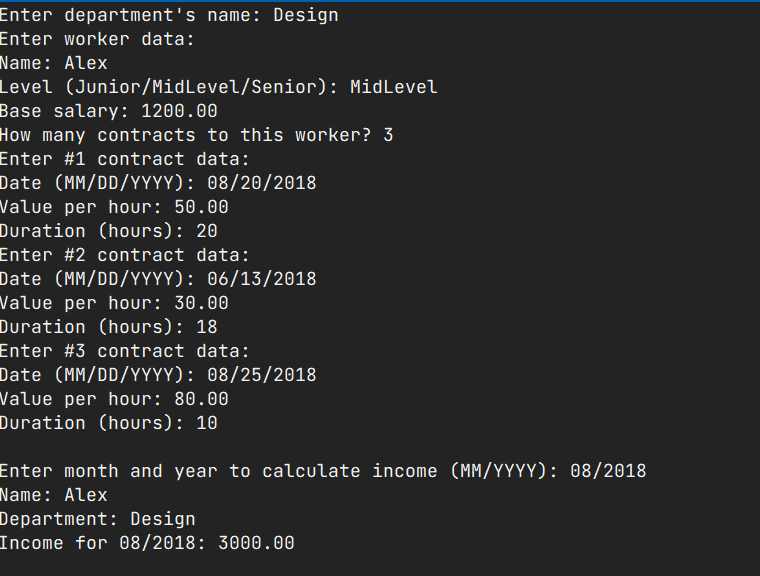 Enter department's name: Design
Enter worker data:
Name: Alex
Level (Junior/MidLevel/Senior): MidLevel
Base salary: 1200.00
How many contracts to this worker? 3
Enter #1 contract data:
Date (MM/DD/YYYY): 08/20/2018
Value per hour: 50.00
Duration (hours): 20
Enter #2 contract data:
Date (MM/DD/YYYY): 06/13/2018
Value per hour: 30.00
Duration (hours): 18
Enter #3 contract data:
Date (MM/DD/YYYY): 08/25/2018
Value per hour: 80.00
Duration (hours): 10
Enter month and year to calculate income (MM/YYYY): 08/2018
Name: Alex
Department: Design
Income for 08/2018: 3000.00